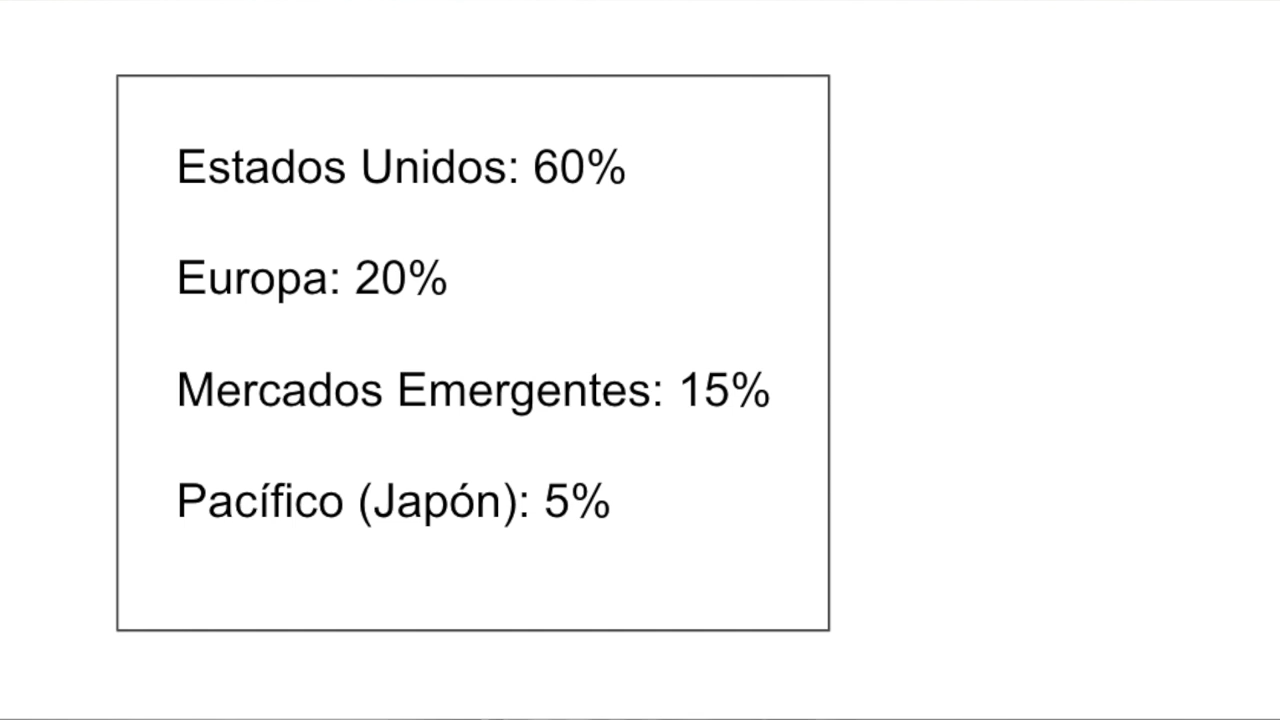 Estados Unidos: 60%
Europa: 20%
Mercados Emergentes: 15%
Pacífico (Japón): 5%